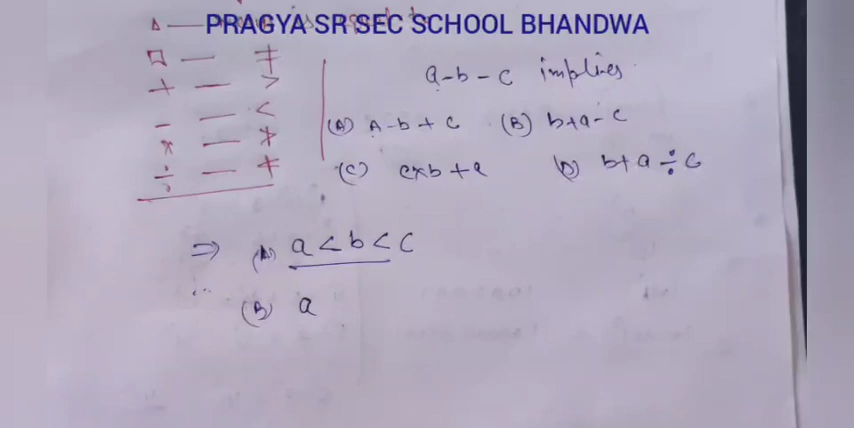 PRAGYA SR SEC SCHOOL BHANDWA
Δ —
□ — ≠
+ — >
- — <
× — ≯
÷ — ≮
a-b-c implies
(A) A-b+c (B) b+a-c
(C) c×b+a (D) b+a÷c
⇒ (A) a<b<c
(B) a